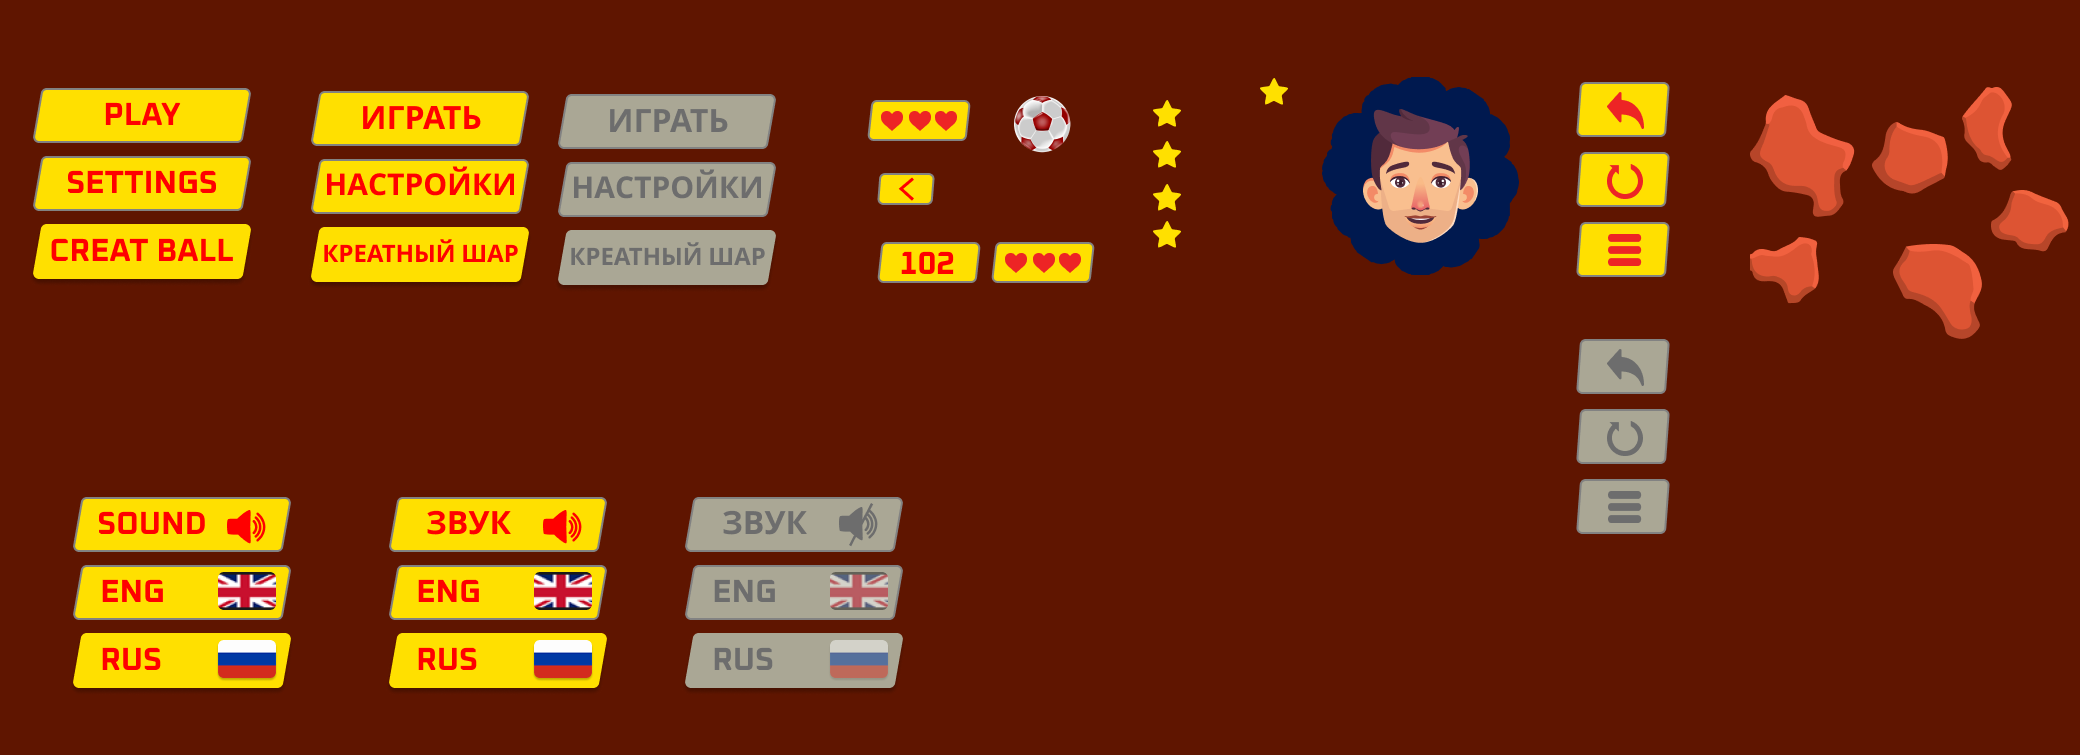 PLAY
ИГРАТЬ
ИГРАТЬ
SETTINGS
НАСТРОЙКИ
НАСТРОЙКИ
<
CREAT BALL
КРЕАТНЫЙ ШАР
КРЕАТНЫЙ ШАР
102
SOUND
ЗВУК
ЗВУК
ENG
ENG
ENG
RUS
RUS
RUS